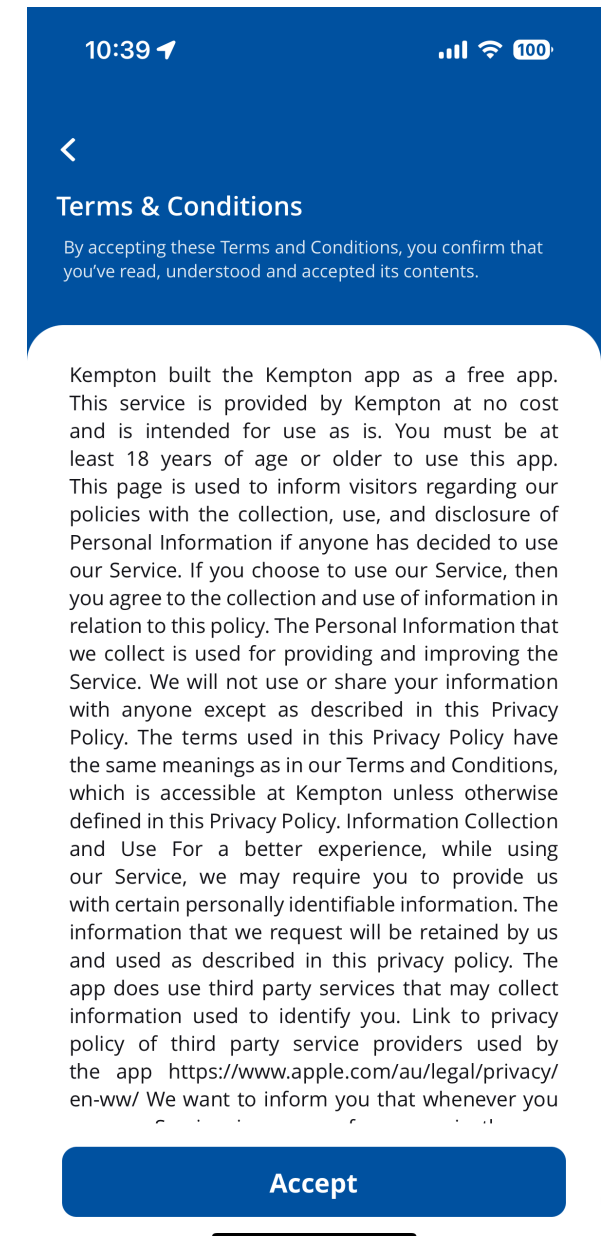 10:39
100
Terms & Conditions
By accepting these Terms and Conditions, you confirm that
you’ve read, understood and accepted its contents.
Kempton built the Kempton app as a free app.
This service is provided by Kempton at no cost
and is intended for use as is. You must be at
least 18 years of age or older to use this app.
This page is used to inform visitors regarding our
policies with the collection, use, and disclosure of
Personal Information if anyone has decided to use
our Service. If you choose to use our Service, then
you agree to the collection and use of information in
relation to this policy. The Personal Information that
we collect is used for providing and improving the
Service. We will not use or share your information
with anyone except as described in this Privacy
Policy. The terms used in this Privacy Policy have
the same meanings as in our Terms and Conditions,
which is accessible at Kempton unless otherwise
defined in this Privacy Policy. Information Collection
and Use For a better experience, while using
our Service, we may require you to provide us
with certain personally identifiable information. The
information that we request will be retained by us
and used as described in this privacy policy. The
app does use third party services that may collect
information used to identify you. Link to privacy
policy of third party service providers used by
the app https://www.apple.com/au/legal/privacy/
en-ww/ We want to inform you that whenever you
Accept